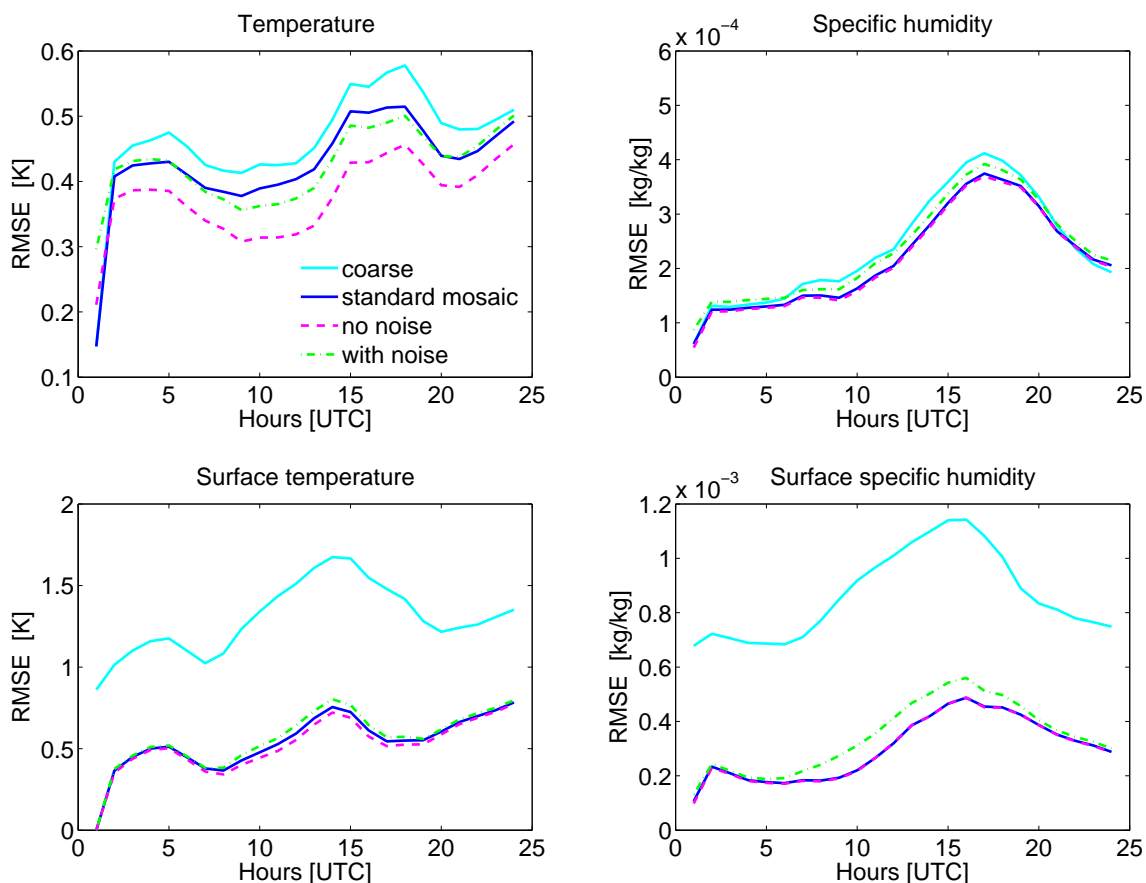 Temperature
0.6
0.5
0.4
0.3
0.2
0.1
RMSE [K]
coarse
standard mosaic
no noise
with noise
0 5 10 15 20 25
Hours [UTC]
Specific humidity
x 10⁻⁴
6
5
4
3
2
1
0
RMSE [kg/kg]
0 5 10 15 20 25
Hours [UTC]
Surface temperature
2
1.5
1
0.5
0
RMSE [K]
0 5 10 15 20 25
Hours [UTC]
Surface specific humidity
x 10⁻³
1.2
1
0.8
0.6
0.4
0.2
0
RMSE [kg/kg]
0 5 10 15 20 25
Hours [UTC]